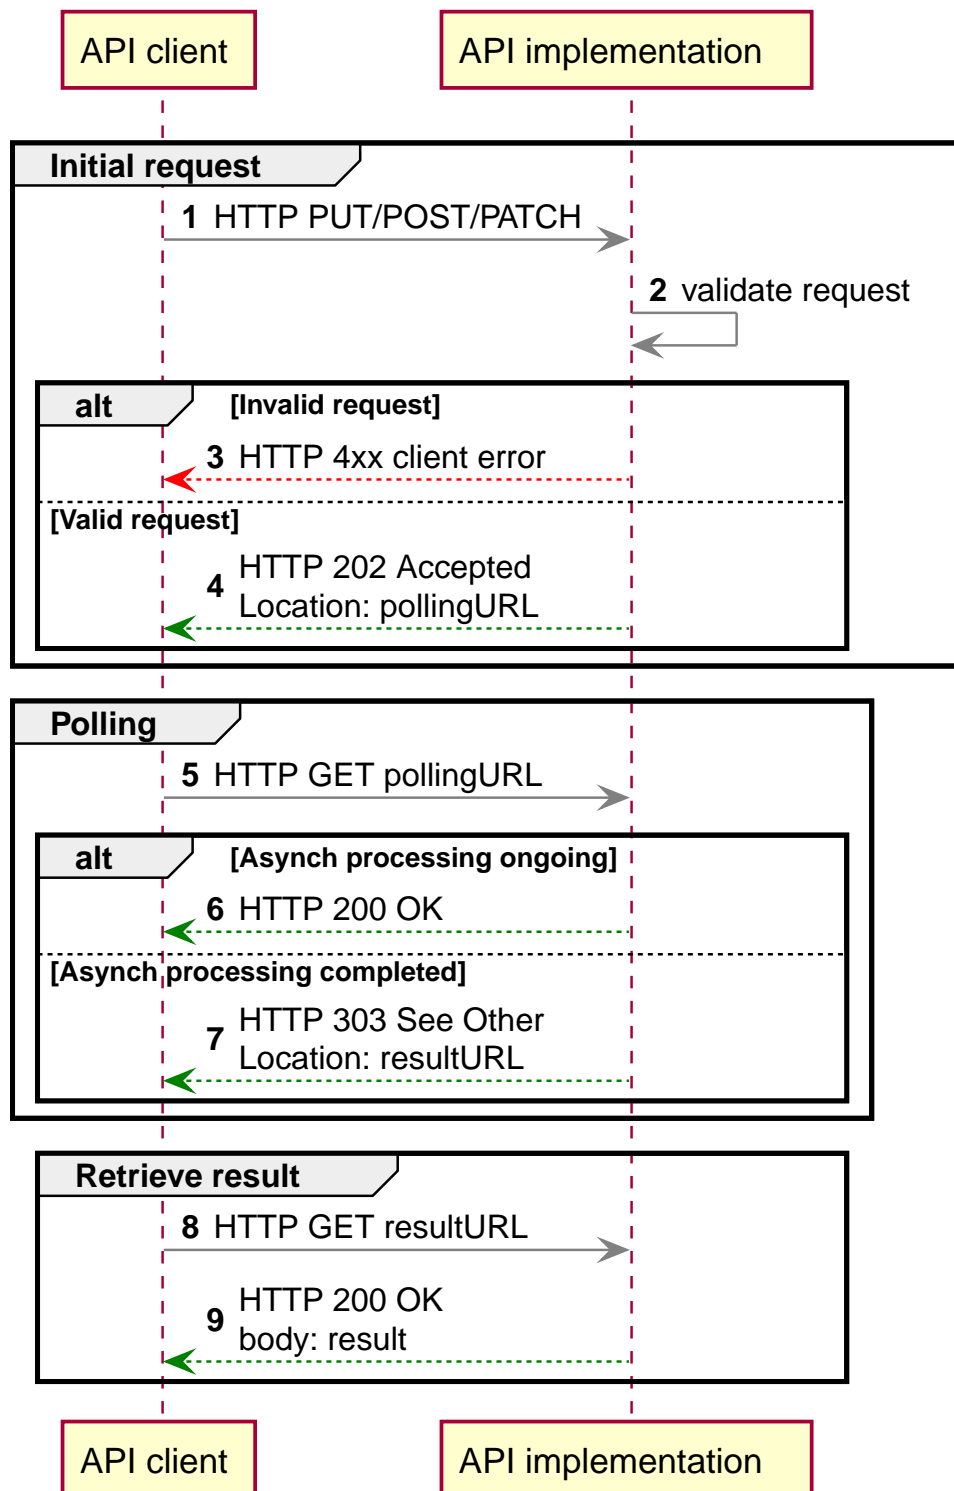 API client
API implementation
Initial request
1 HTTP PUT/POST/PATCH
2 validate request
alt [Invalid request]
3 HTTP 4xx client error
[Valid request]
4 HTTP 202 Accepted
Location: pollingURL
Polling
5 HTTP GET pollingURL
alt [Asynch processing ongoing]
6 HTTP 200 OK
[Asynch processing completed]
7 HTTP 303 See Other
Location: resultURL
Retrieve result
8 HTTP GET resultURL
9 HTTP 200 OK
body: result
API client
API implementation